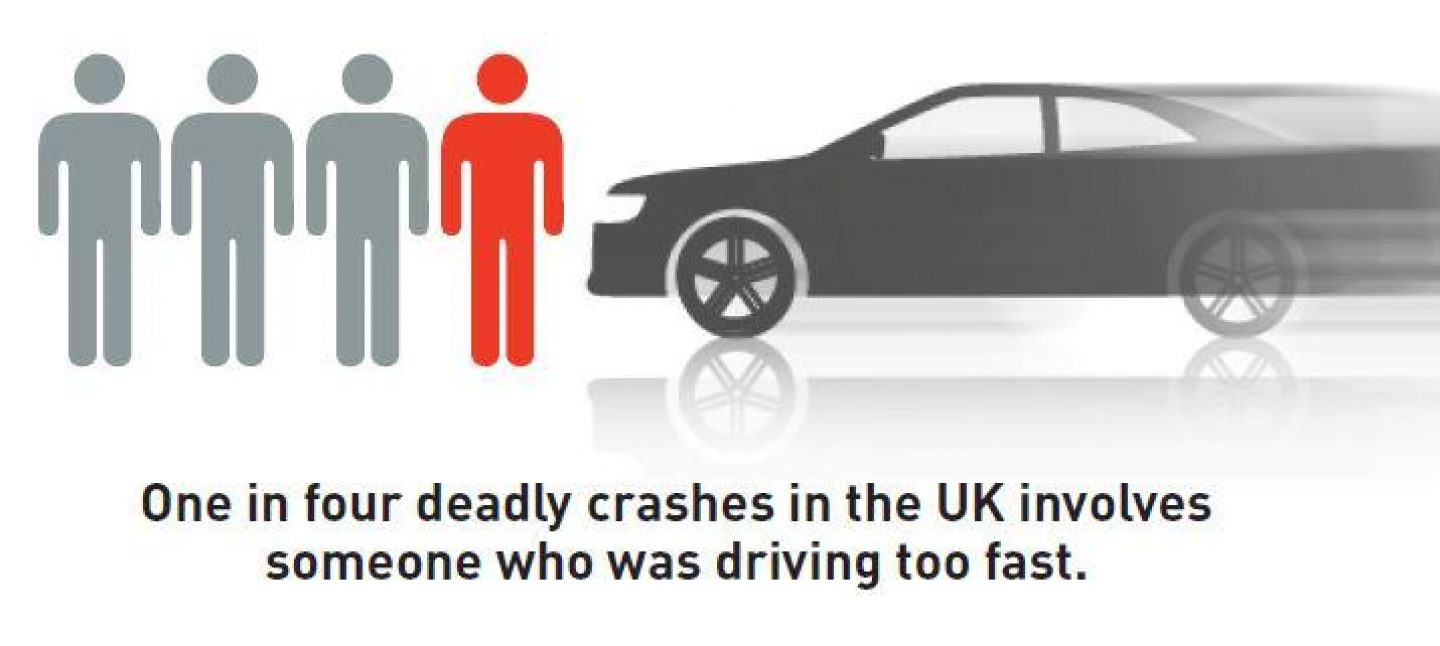 One in four deadly crashes in the UK involves
someone who was driving too fast.